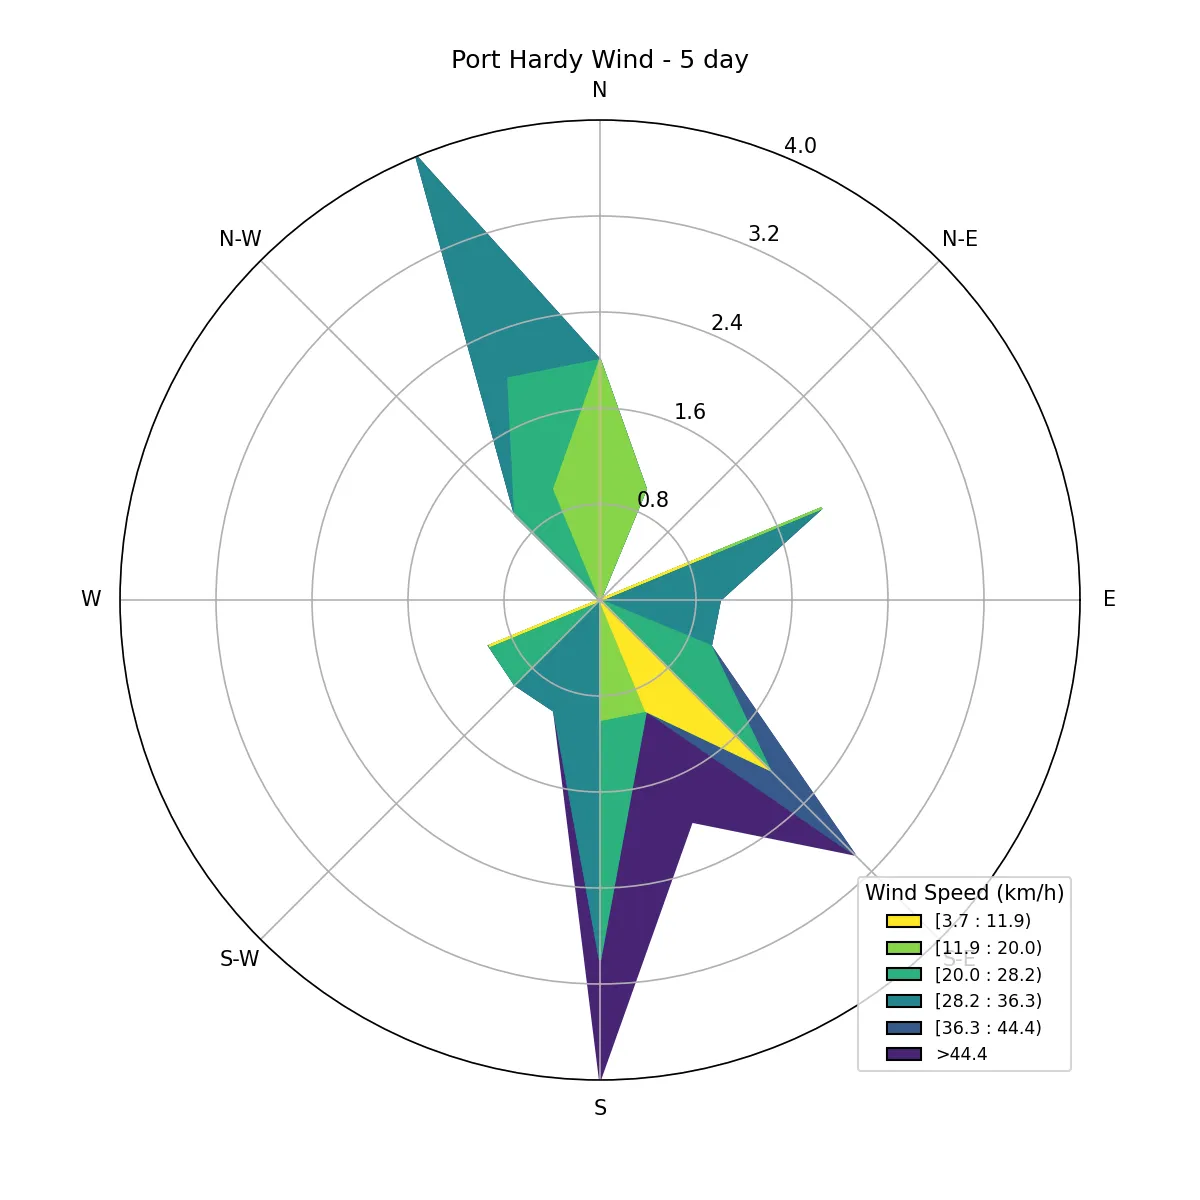 Port Hardy Wind - 5 day
N
4.0
N-W
3.2
N-E
2.4
1.6
0.8
W
E
S-W
S-E
S
Wind Speed (km/h)
[3.7 : 11.9)
[11.9 : 20.0)
[20.0 : 28.2)
[28.2 : 36.3)
[36.3 : 44.4)
>44.4